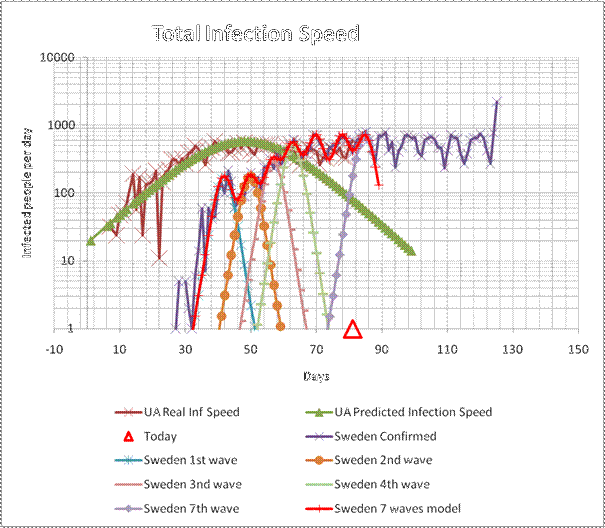 Total Infection Speed
10000
1000
100
10
1
Infected people per day
-10 10 30 50 70 90 110 130 150
Days
UA Real Inf Speed UA Predicted Infection Speed
Today Sweden Confirmed
Sweden 1st wave Sweden 2nd wave
Sweden 3nd wave Sweden 4th wave
Sweden 7th wave Sweden 7 waves model